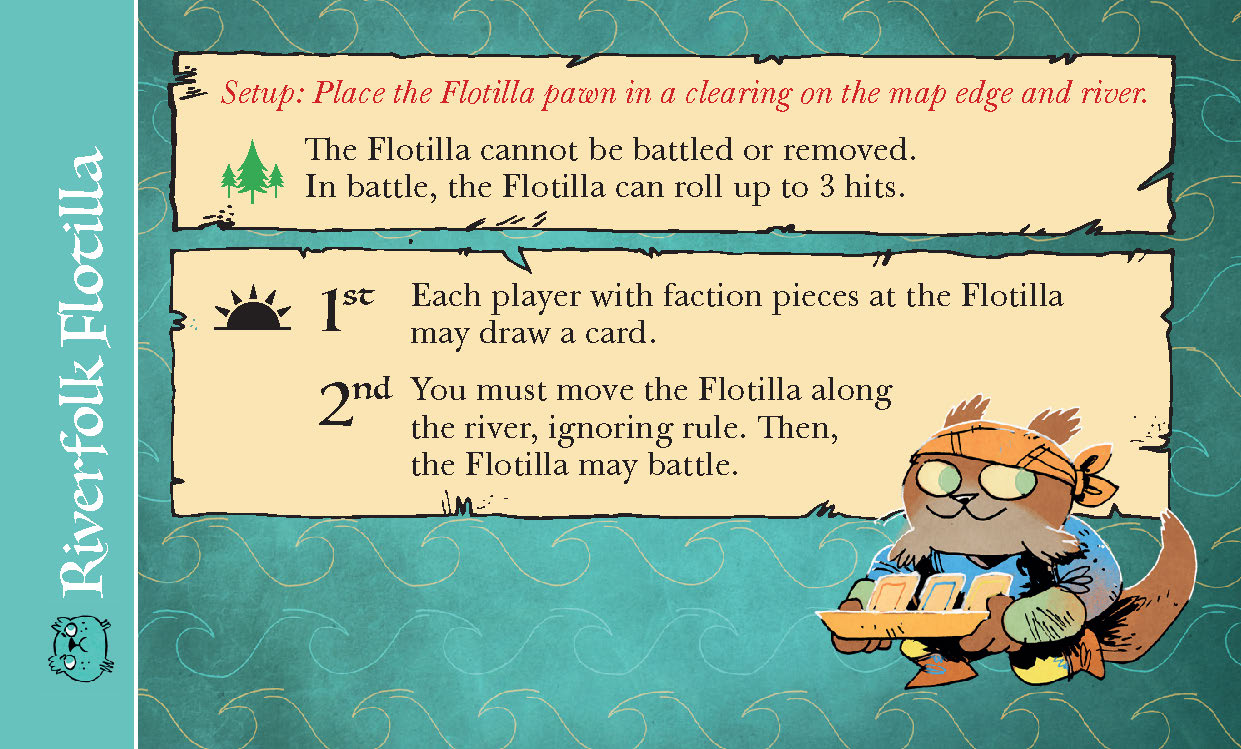 Riverfolk Flotilla
Setup: Place the Flotilla pawn in a clearing on the map edge and river.
The Flotilla cannot be battled or removed.
In battle, the Flotilla can roll up to 3 hits.
1st Each player with faction pieces at the Flotilla
may draw a card.
2nd You must move the Flotilla along
the river, ignoring rule. Then,
the Flotilla may battle.